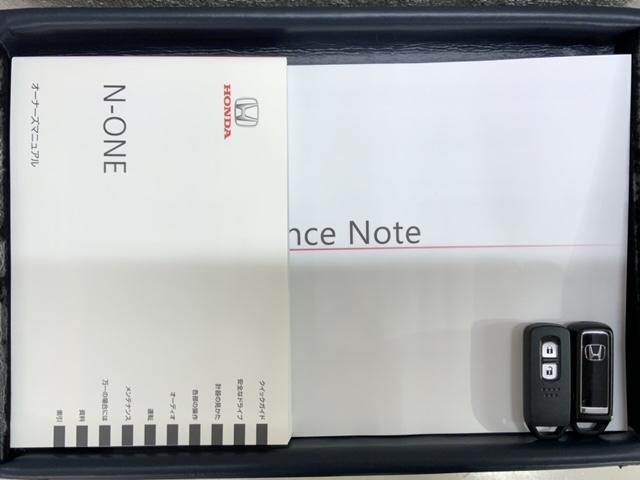 HONDA
N-ONE
オーナーズマニュアル
クイックガイド
安全なドライブ
計器の見かた
各部の操作
オーディオ
運転
メンテナンス
万一の場合には
資料
索引
nce Note